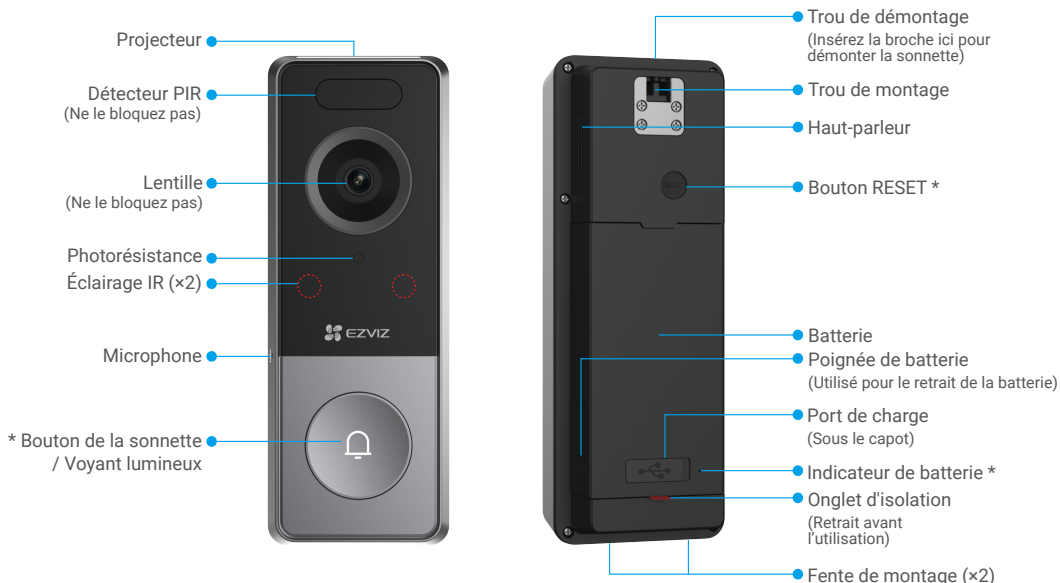 Projecteur
Détecteur PIR
(Ne le bloquez pas)
Lentille
(Ne le bloquez pas)
Photorésistance
Éclairage IR (×2)
EZVIZ
Microphone
* Bouton de la sonnette
/ Voyant lumineux
Trou de démontage
(Insérez la broche ici pour
démonter la sonnette)
Trou de montage
Haut-parleur
RESET
Bouton RESET *
Batterie
Poignée de batterie
(Utilisé pour le retrait de la batterie)
Port de charge
(Sous le capot)
Indicateur de batterie *
Onglet d'isolation
(Retrait avant
l'utilisation)
Fente de montage (×2)